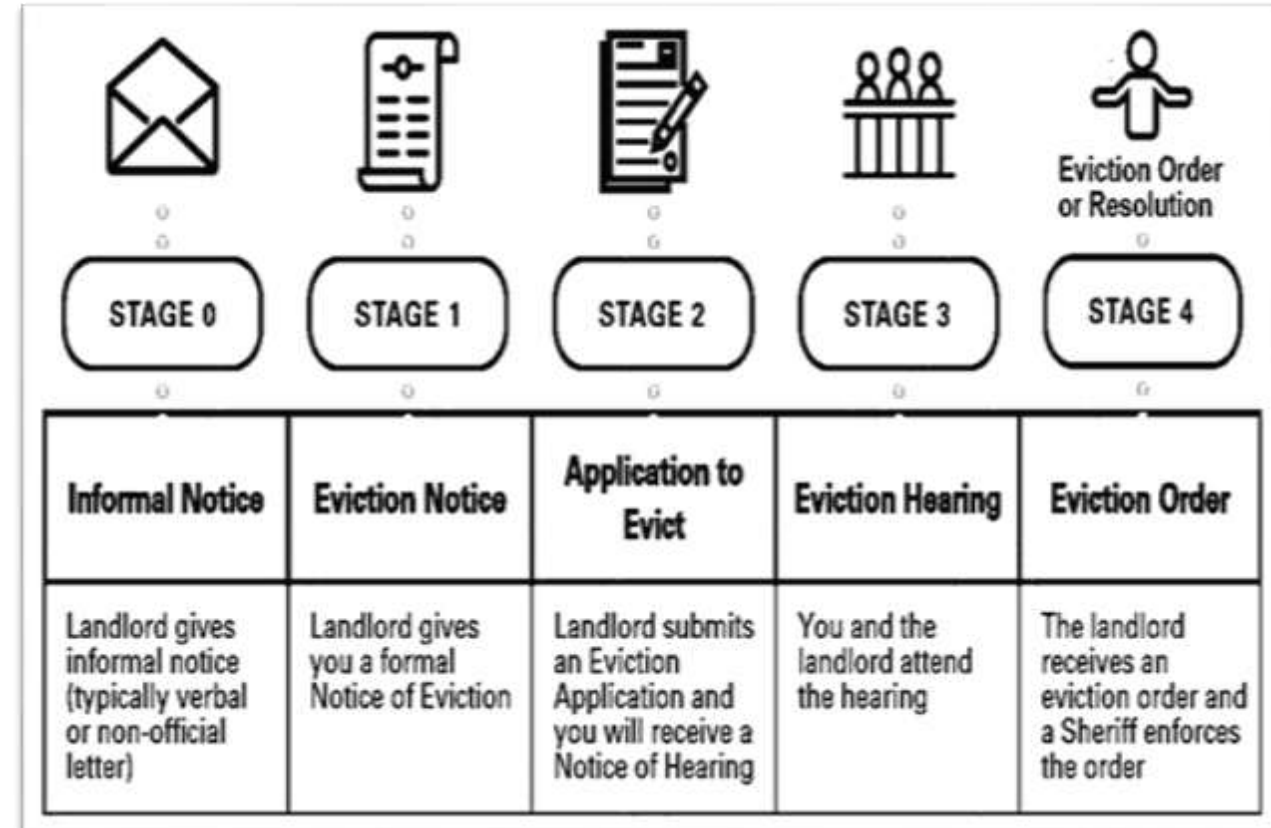 Eviction Order
or Resolution
STAGE 0
STAGE 1
STAGE 2
STAGE 3
STAGE 4
Informal Notice
Eviction Notice
Application to
Evict
Eviction Hearing
Eviction Order
Landlord gives
informal notice
(typically verbal
or non-official
letter)
Landlord gives
you a formal
Notice of Eviction
Landlord submits
an Eviction
Application and
you will receive a
Notice of Hearing
You and the
landlord attend
the hearing
The landlord
receives an
eviction order and
a Sheriff enforces
the order